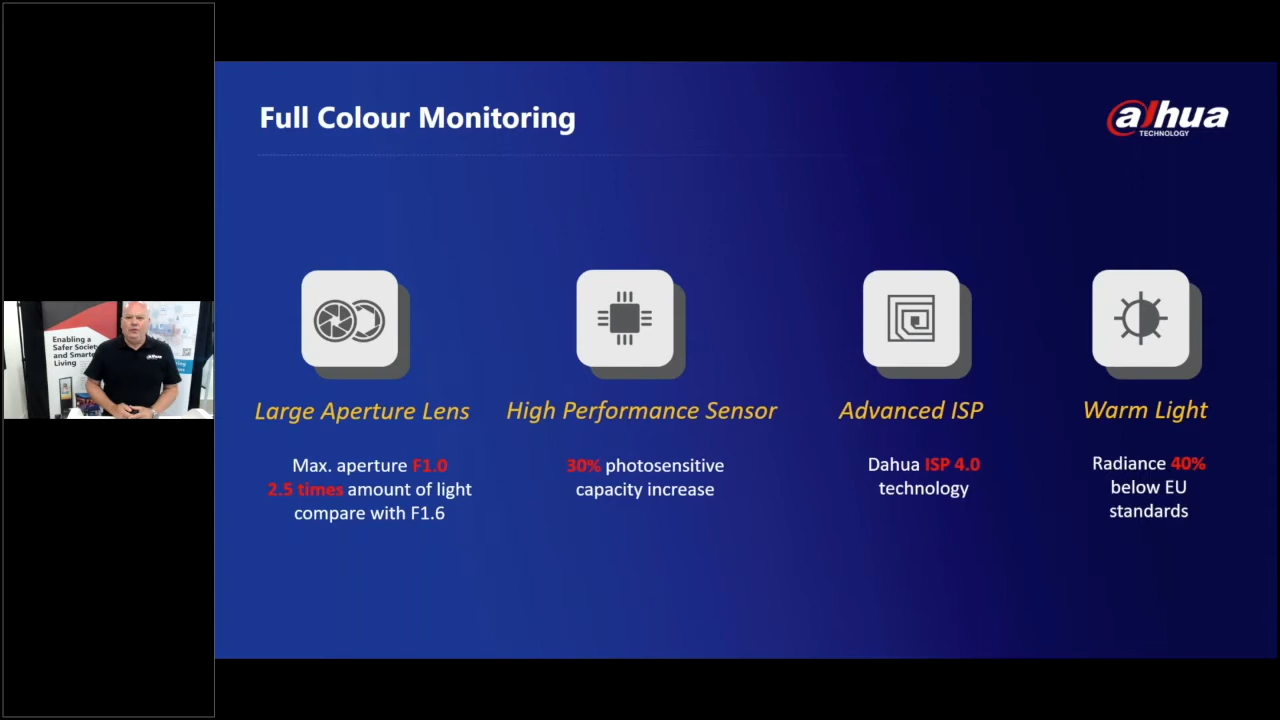 Full Colour Monitoring
alhua
TECHNOLOGY
Enabling a
Safer Society
and Smarte
Living
alhua
Large Aperture Lens
High Performance Sensor
Advanced ISP
Warm Light
Max. aperture F1.0
2.5 times amount of light
compare with F1.6
30% photosensitive
capacity increase
Dahua ISP 4.0
technology
Radiance 40%
below EU
standards